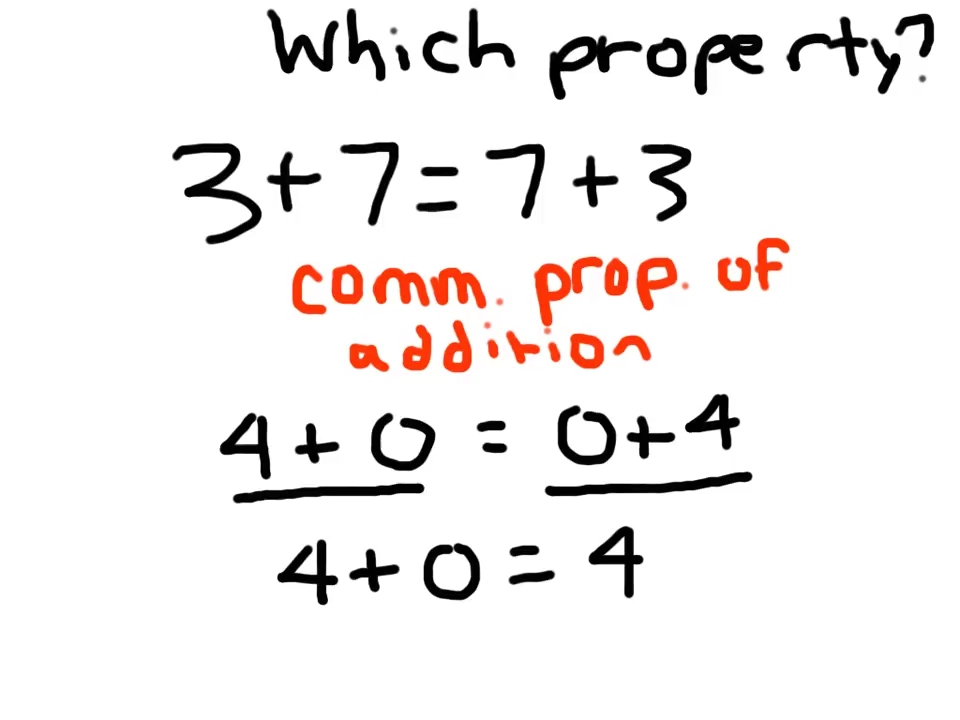 Which property?
3+7=7+3
comm. prop. of
addition
4+0=0+4
4+0=4